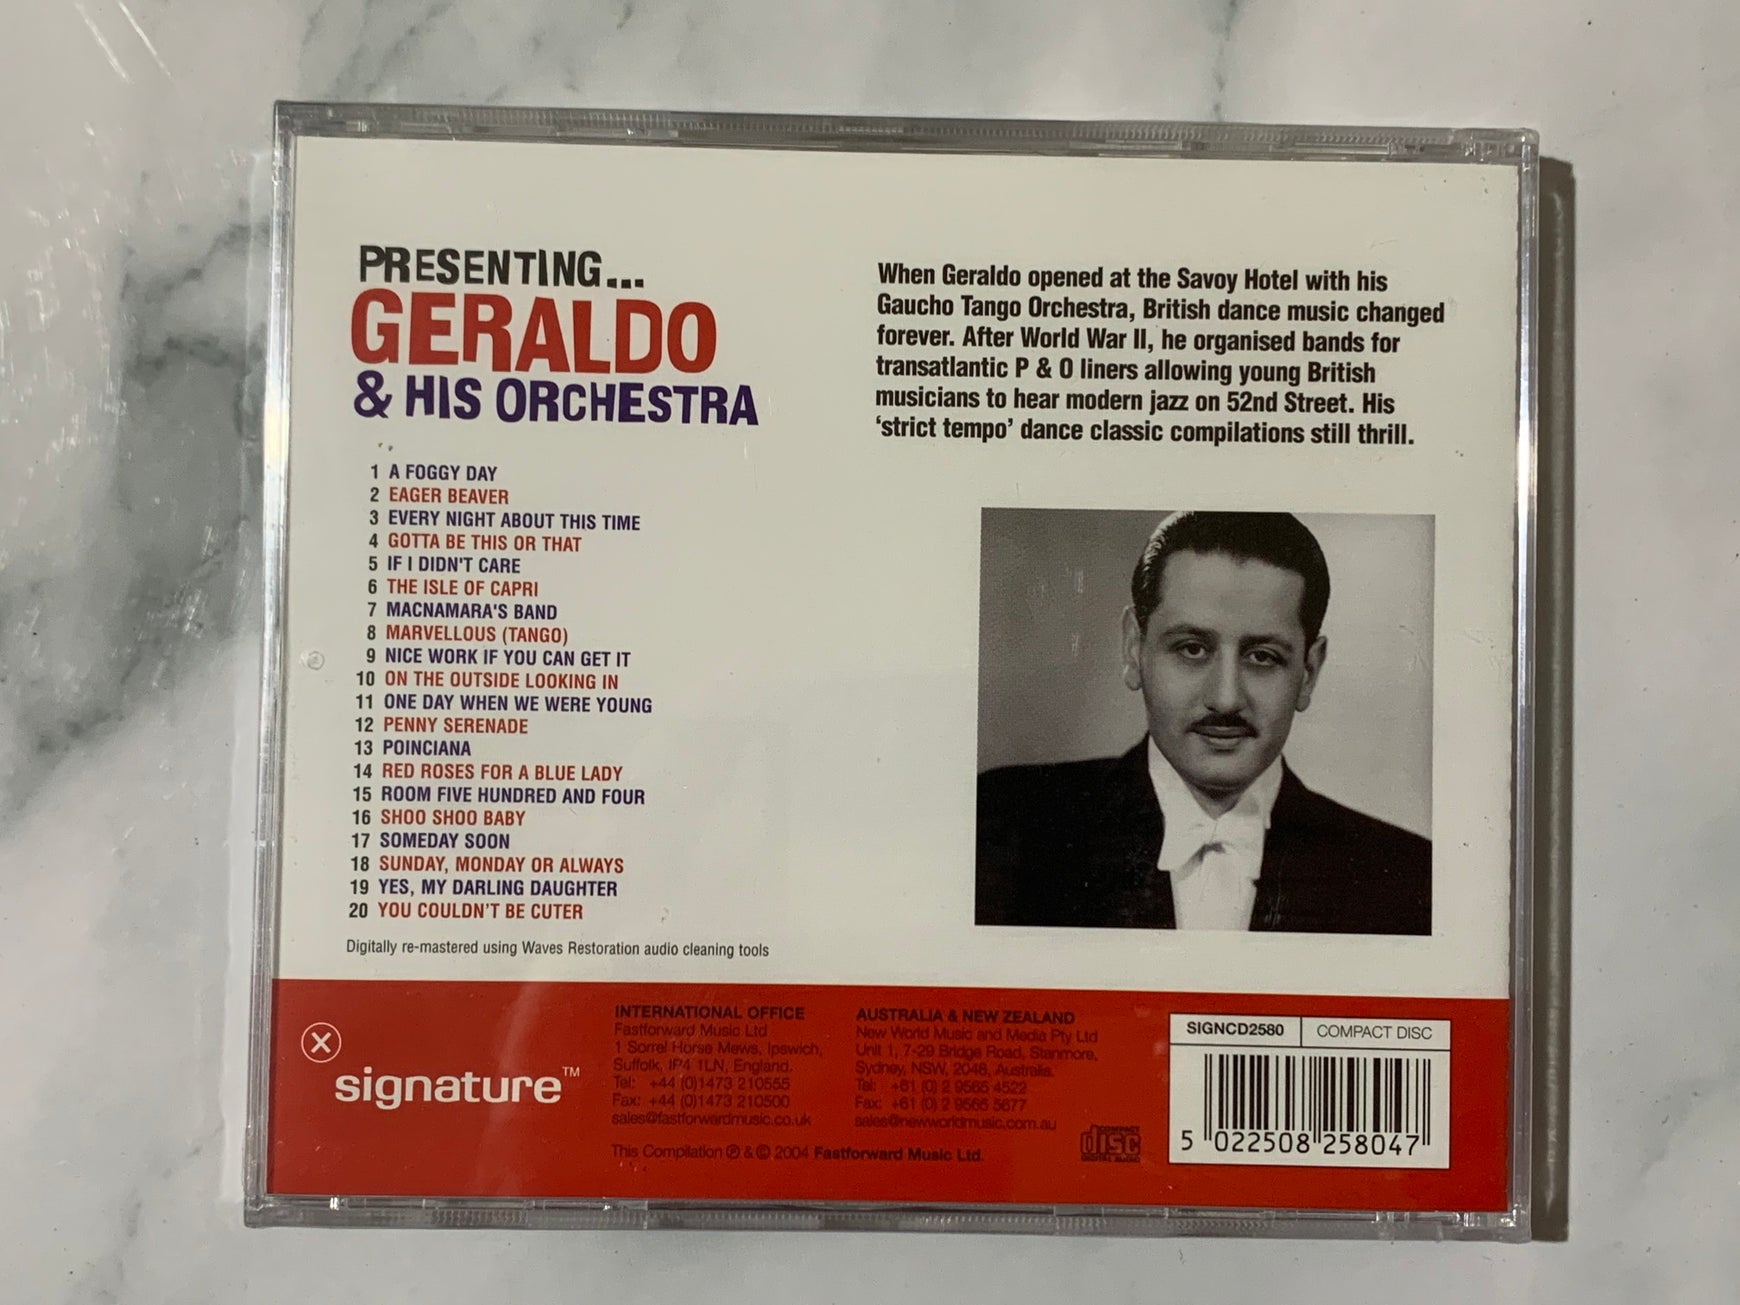 PRESENTING...
GERALDO
& HIS ORCHESTRA
1 A FOGGY DAY
2 EAGER BEAVER
3 EVERY NIGHT ABOUT THIS TIME
4 GOTTA BE THIS OR THAT
5 IF I DIDN'T CARE
6 THE ISLE OF CAPRI
7 MACNAMARA'S BAND
8 MARVELLOUS (TANGO)
9 NICE WORK IF YOU CAN GET IT
10 ON THE OUTSIDE LOOKING IN
11 ONE DAY WHEN WE WERE YOUNG
12 PENNY SERENADE
13 POINCIANA
14 RED ROSES FOR A BLUE LADY
15 ROOM FIVE HUNDRED AND FOUR
16 SHOO SHOO BABY
17 SOMEDAY SOON
18 SUNDAY, MONDAY OR ALWAYS
19 YES, MY DARLING DAUGHTER
20 YOU COULDN'T BE CUTER
Digitally re-mastered using Waves Restoration audio cleaning tools
When Geraldo opened at the Savoy Hotel with his
Gaucho Tango Orchestra, British dance music changed
forever. After World War II, he organised bands for
transatlantic P & O liners allowing young British
musicians to hear modern jazz on 52nd Street. His
‘strict tempo’ dance classic compilations still thrill.
signature™
INTERNATIONAL OFFICE
Fastforward Music Ltd
1 Sorrel Horse Mews, Ipswich,
Suffolk, IP4 1LN, England.
Tel: +44 (0)1473 210555
Fax: +44 (0)1473 210500
sales@fastforwardmusic.co.uk
AUSTRALIA & NEW ZEALAND
New World Music and Media Pty Ltd
Unit 1, 7-29 Bridge Road, Stanmore,
Sydney, NSW, 2048, Australia.
Tel: +61 (0) 2 9565 4522
Fax: +61 (0) 2 9565 5677
sales@newworldmusic.com.au
This Compilation ℗ & © 2004 Fastforward Music Ltd.
COMPACT
disc
DIGITAL AUDIO
SIGNCD2580 COMPACT DISC
5 022508 258047